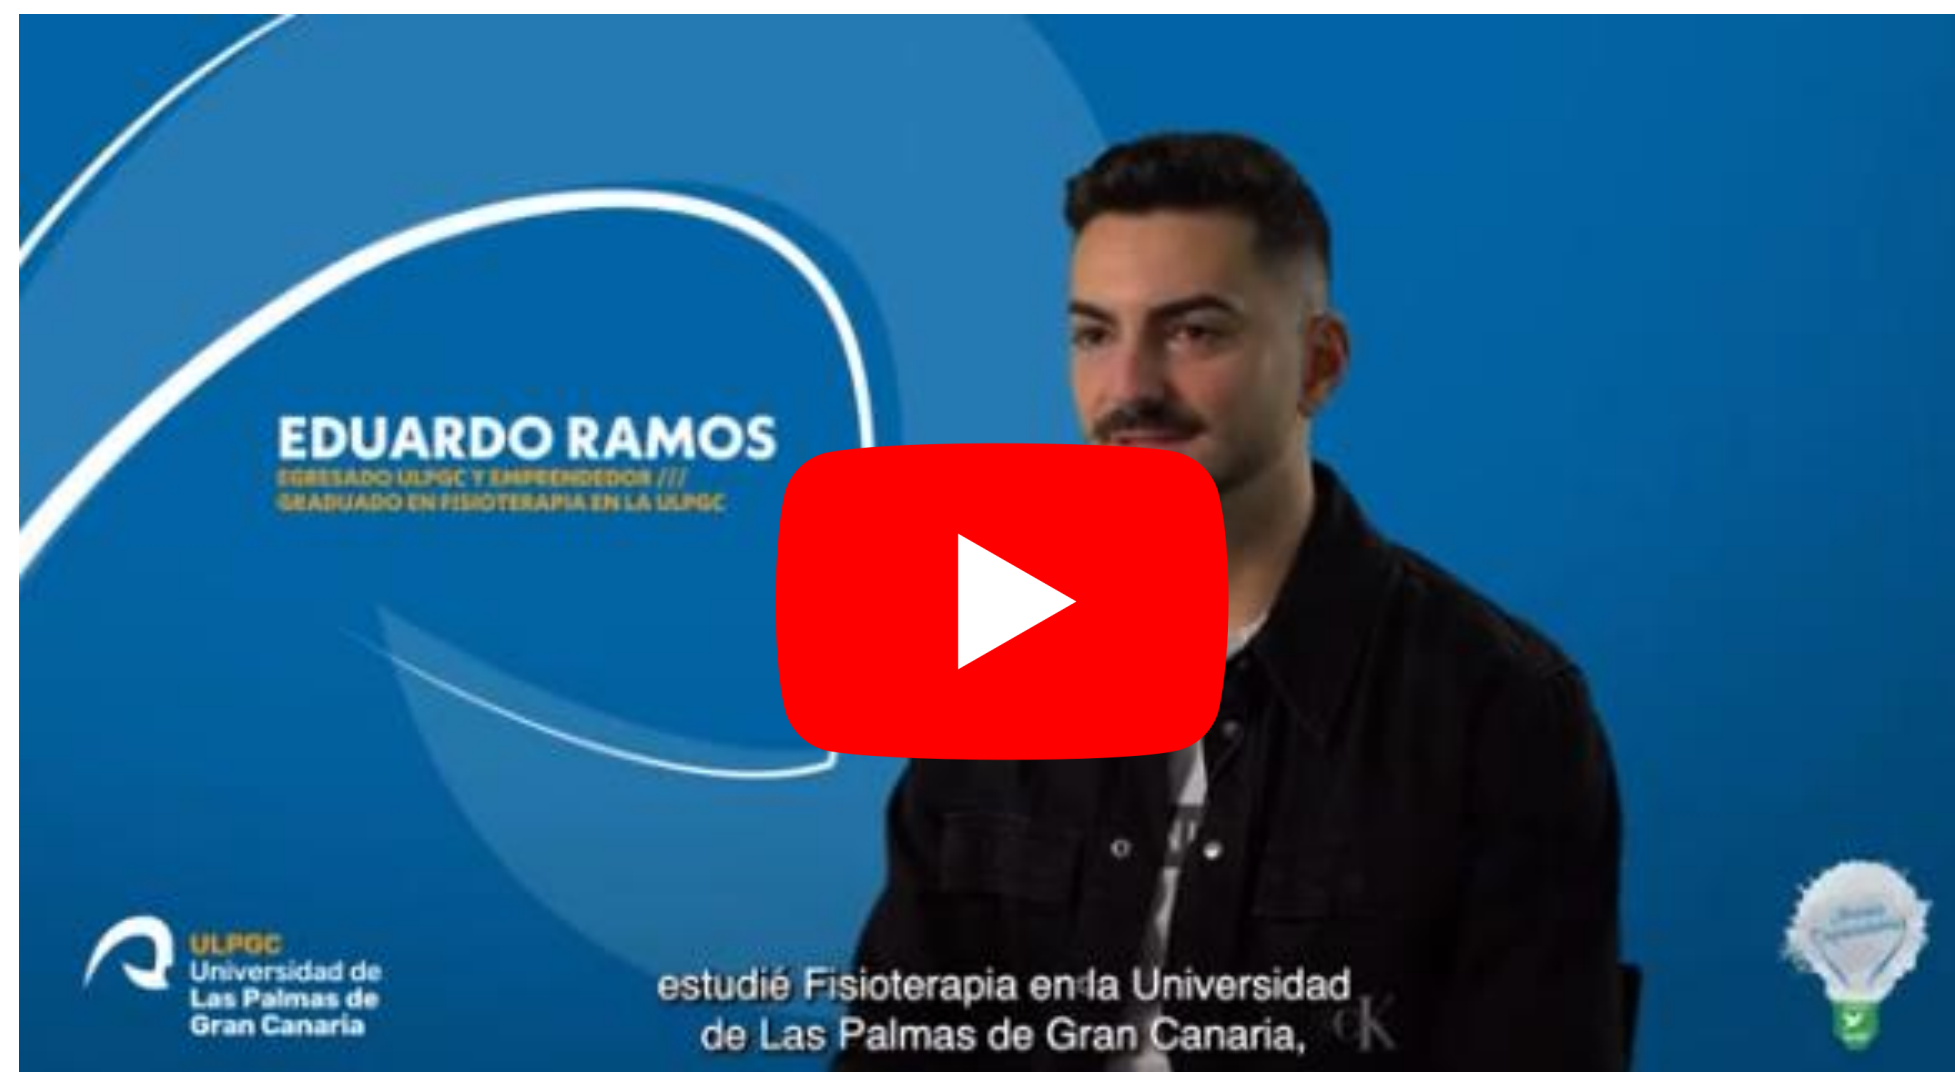 EDUARDO RAMOS
EGRESADO ULPGC Y EMPRENDEDOR ///
GRADUADO EN FISIOTERAPIA EN LA ULPGC
ULPGC
Universidad de
Las Palmas de
Gran Canaria
estudié Fisioterapia en la Universidad
de Las Palmas de Gran Canaria,
cK